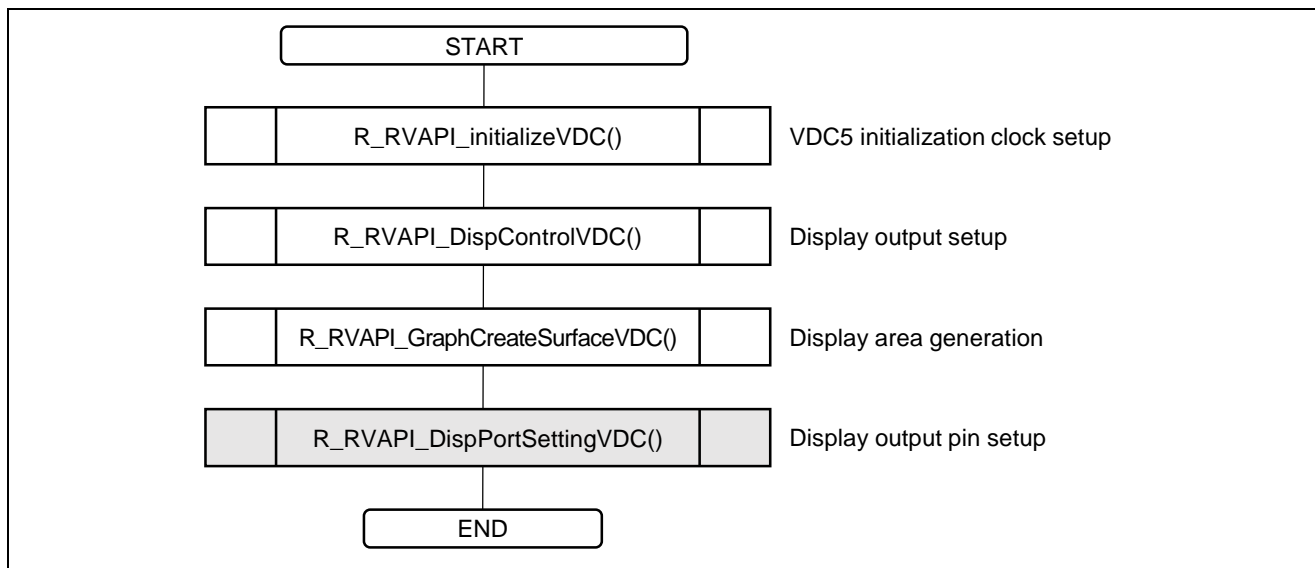 START
R_RVAPI_initializeVDC() VDC5 initialization clock setup
R_RVAPI_DispControlVDC() Display output setup
R_RVAPI_GraphCreateSurfaceVDC() Display area generation
R_RVAPI_DispPortSettingVDC() Display output pin setup
END